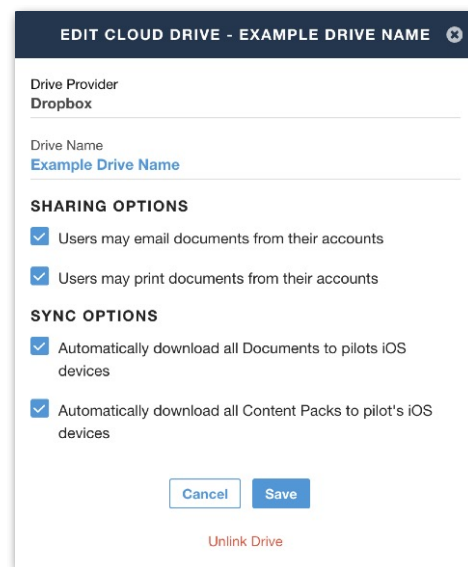 EDIT CLOUD DRIVE - EXAMPLE DRIVE NAME
Drive Provider
Dropbox
Drive Name
Example Drive Name
SHARING OPTIONS
Users may email documents from their accounts
Users may print documents from their accounts
SYNC OPTIONS
Automatically download all Documents to pilots iOS
devices
Automatically download all Content Packs to pilot's iOS
devices
Cancel Save
Unlink Drive